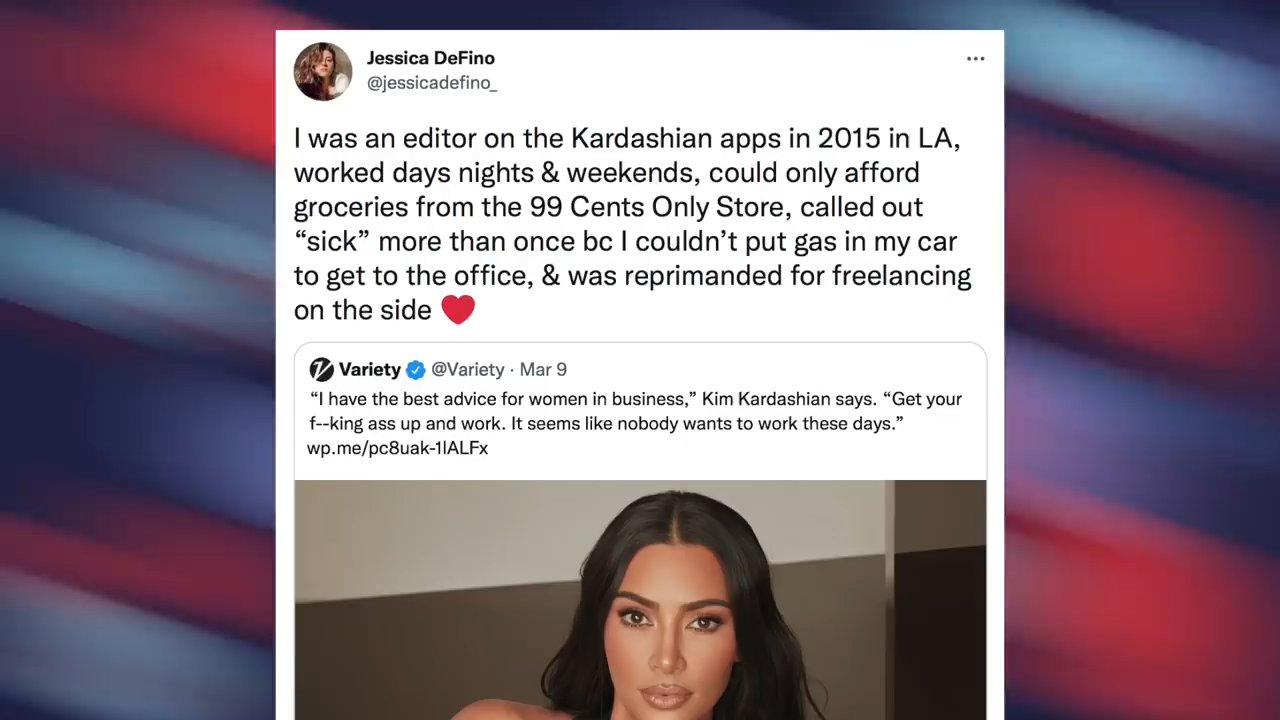 Jessica DeFino
@jessicadefino_
I was an editor on the Kardashian apps in 2015 in LA,
worked days nights & weekends, could only afford
groceries from the 99 Cents Only Store, called out
“sick” more than once bc I couldn’t put gas in my car
to get to the office, & was reprimanded for freelancing
on the side ❤️
Variety @Variety · Mar 9
“I have the best advice for women in business,” Kim Kardashian says. “Get your
f--king ass up and work. It seems like nobody wants to work these days.”
wp.me/pc8uak-1lALFx